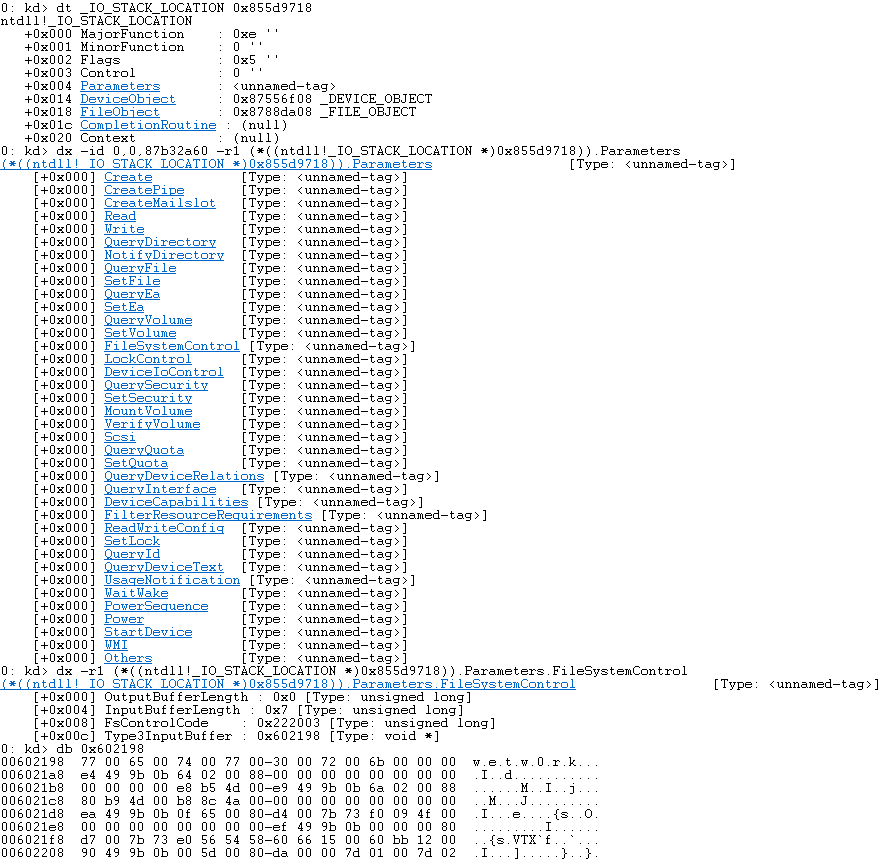 0: kd> dt _IO_STACK_LOCATION 0x855d9718
ntdll!_IO_STACK_LOCATION
   +0x000 MajorFunction    : 0xe ''
   +0x001 MinorFunction    : 0 ''
   +0x002 Flags            : 0x5 ''
   +0x003 Control          : 0 ''
   +0x004 Parameters       : <unnamed-tag>
   +0x014 DeviceObject     : 0x87556f08 _DEVICE_OBJECT
   +0x018 FileObject       : 0x8788da08 _FILE_OBJECT
   +0x01c CompletionRoutine : (null)
   +0x020 Context          : (null)
0: kd> dx -id 0,0,87b32a60 -r1 (*((ntdll!_IO_STACK_LOCATION *)0x855d9718)).Parameters
(*((ntdll!_IO_STACK_LOCATION *)0x855d9718)).Parameters                 [Type: <unnamed-tag>]
    [+0x000] Create           [Type: <unnamed-tag>]
    [+0x000] CreatePipe       [Type: <unnamed-tag>]
    [+0x000] CreateMailslot   [Type: <unnamed-tag>]
    [+0x000] Read             [Type: <unnamed-tag>]
    [+0x000] Write            [Type: <unnamed-tag>]
    [+0x000] QueryDirectory   [Type: <unnamed-tag>]
    [+0x000] NotifyDirectory  [Type: <unnamed-tag>]
    [+0x000] QueryFile        [Type: <unnamed-tag>]
    [+0x000] SetFile          [Type: <unnamed-tag>]
    [+0x000] QueryEa          [Type: <unnamed-tag>]
    [+0x000] SetEa            [Type: <unnamed-tag>]
    [+0x000] QueryVolume      [Type: <unnamed-tag>]
    [+0x000] SetVolume        [Type: <unnamed-tag>]
    [+0x000] FileSystemControl [Type: <unnamed-tag>]
    [+0x000] LockControl      [Type: <unnamed-tag>]
    [+0x000] DeviceIoControl  [Type: <unnamed-tag>]
    [+0x000] QuerySecurity    [Type: <unnamed-tag>]
    [+0x000] SetSecurity      [Type: <unnamed-tag>]
    [+0x000] MountVolume      [Type: <unnamed-tag>]
    [+0x000] VerifyVolume     [Type: <unnamed-tag>]
    [+0x000] Scsi             [Type: <unnamed-tag>]
    [+0x000] QueryQuota       [Type: <unnamed-tag>]
    [+0x000] SetQuota         [Type: <unnamed-tag>]
    [+0x000] QueryDeviceRelations [Type: <unnamed-tag>]
    [+0x000] QueryInterface   [Type: <unnamed-tag>]
    [+0x000] DeviceCapabilities [Type: <unnamed-tag>]
    [+0x000] FilterResourceRequirements [Type: <unnamed-tag>]
    [+0x000] ReadWriteConfig  [Type: <unnamed-tag>]
    [+0x000] SetLock          [Type: <unnamed-tag>]
    [+0x000] QueryId          [Type: <unnamed-tag>]
    [+0x000] QueryDeviceText  [Type: <unnamed-tag>]
    [+0x000] UsageNotification [Type: <unnamed-tag>]
    [+0x000] WaitWake         [Type: <unnamed-tag>]
    [+0x000] PowerSequence    [Type: <unnamed-tag>]
    [+0x000] Power            [Type: <unnamed-tag>]
    [+0x000] StartDevice      [Type: <unnamed-tag>]
    [+0x000] WMI              [Type: <unnamed-tag>]
    [+0x000] Others           [Type: <unnamed-tag>]
0: kd> dx -r1 (*((ntdll!_IO_STACK_LOCATION *)0x855d9718)).Parameters.FileSystemControl
(*((ntdll!_IO_STACK_LOCATION *)0x855d9718)).Parameters.FileSystemControl                 [Type: <unnamed-tag>]
    [+0x000] OutputBufferLength : 0x0 [Type: unsigned long]
    [+0x004] InputBufferLength : 0x7 [Type: unsigned long]
    [+0x008] FsControlCode    : 0x222003 [Type: unsigned long]
    [+0x00c] Type3InputBuffer : 0x602198 [Type: void *]
0: kd> db 0x602198
00602198  77 00 65 00 74 00 77 00-30 00 72 00 6b 00 00 00  w.e.t.w.0.r.k...
006021a8  e4 49 9b 0b 64 02 00 88-00 00 00 00 00 00 00 00  .I..d...........
006021b8  00 00 00 00 e8 b5 4d 00-e9 49 9b 0b 6a 02 00 88  ......M..I..j...
006021c8  80 b9 4d 00 b8 8c 4a 00-00 00 00 00 00 00 00 00  ..M...J.........
006021d8  ea 49 9b 0b 0f 65 00 80-d4 00 7b 73 f0 09 4f 00  .I...e....{s..O.
006021e8  00 00 00 00 00 00 00 00-ef 49 9b 0b 00 00 00 80  .........I......
006021f8  d7 00 7b 73 e0 56 54 58-60 66 15 00 60 bb 12 00  ..{s.VTX`f..`...
00602208  90 49 9b 0b 00 5d 00 80-da 00 00 7d 01 00 7d 02  .I...].....}..}.